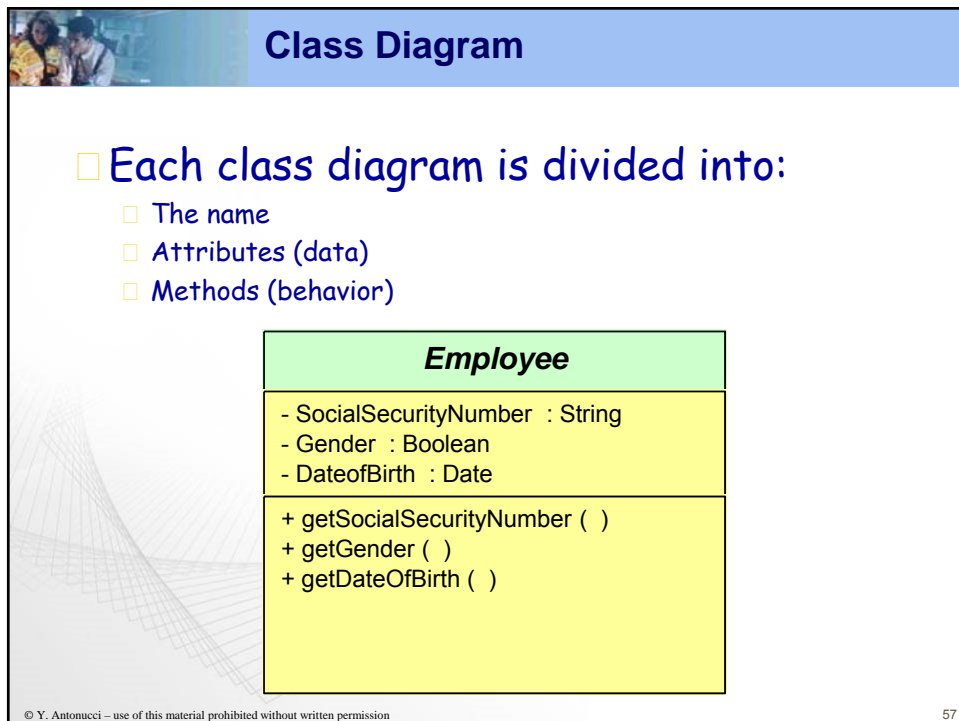 Class Diagram
Each class diagram is divided into:
The name
Attributes (data)
Methods (behavior)
Employee
- SocialSecurityNumber : String
- Gender : Boolean
- DateofBirth : Date
+ getSocialSecurityNumber ( )
+ getGender ( )
+ getDateOfBirth ( )
© Y. Antonucci – use of this material prohibited without written permission
57